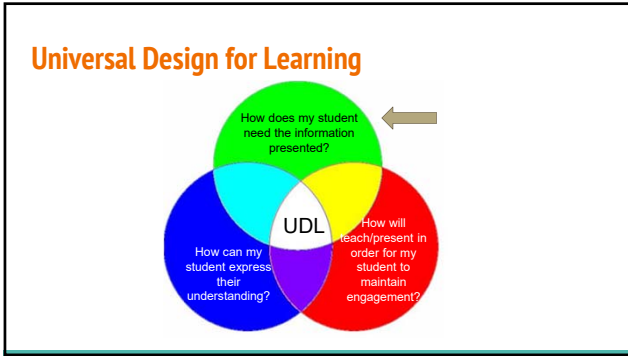 Universal Design for Learning
How does my student
need the information
presented?
UDL
How will
teach/present in
order for my
student to
maintain
engagement?
How can my
student express
their
understanding?